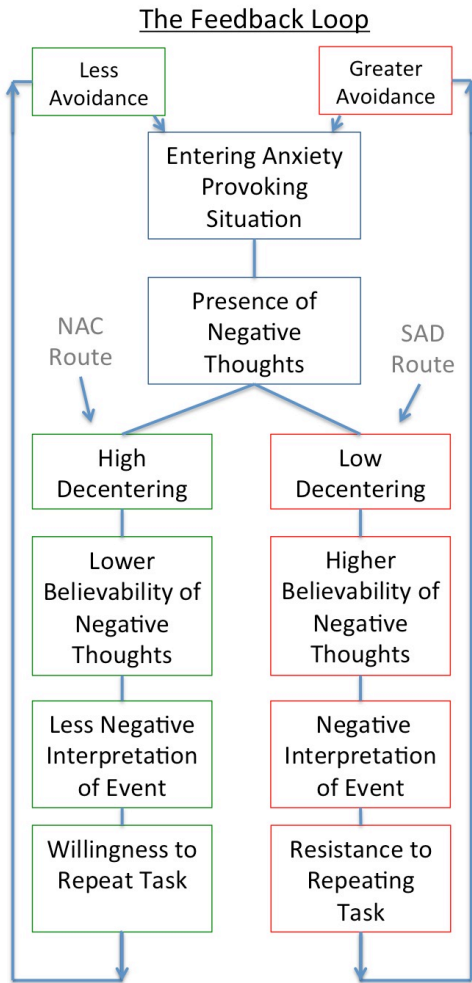 The Feedback Loop
Less
Avoidance
Greater
Avoidance
Entering Anxiety
Provoking
Situation
Presence of
Negative
Thoughts
NAC
Route
SAD
Route
High
Decentering
Low
Decentering
Lower
Believability of
Negative
Thoughts
Higher
Believability of
Negative
Thoughts
Less Negative
Interpretation
of Event
Negative
Interpretation
of Event
Willingness to
Repeat Task
Resistance to
Repeating
Task